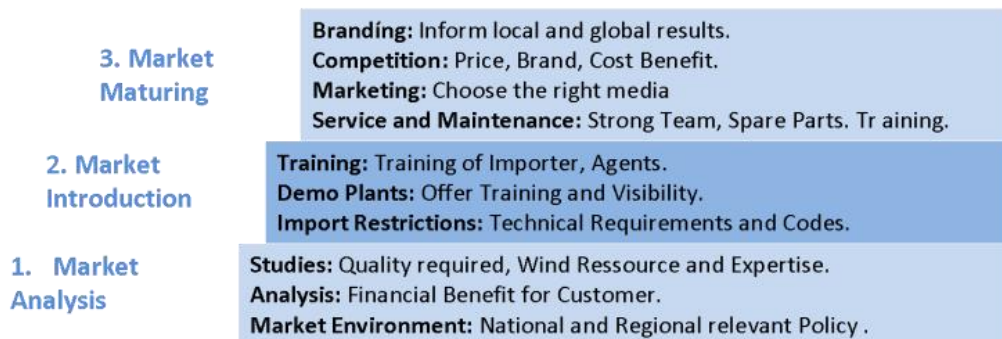 3. Market
Maturing
Brandíng: Inform local and global results.
Competition: Price, Brand, Cost Benefit.
Marketing: Choose the right media
Service and Maintenance: Strong Team, Spare Parts. Tr aining.
2. Market
Introduction
Training: Training of Importer, Agents.
Demo Plants: Offer Training and Visibility.
Import Restrictions: Technical Requirements and Codes.
1. Market
Analysis
Studies: Quality required, Wind Ressource and Expertise.
Analysis: Financial Benefit for Customer.
Market Environment: National and Regional relevant Policy .